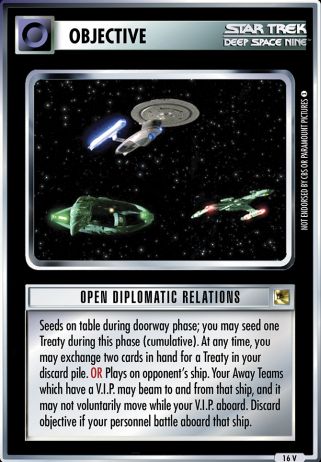 OBJECTIVE
STAR TREK
DEEP SPACE NINE™
NOT ENDORSED BY CBS OR PARAMOUNT PICTURES
OPEN DIPLOMATIC RELATIONS
Seeds on table during doorway phase; you may seed one
Treaty during this phase (cumulative). At any time, you
may exchange two cards in hand for a Treaty in your
discard pile. OR Plays on opponent's ship. Your Away Teams
which have a V.I.P. may beam to and from that ship, and it
may not voluntarily move while your V.I.P. aboard. Discard
objective if your personnel battle aboard that ship.
16 V